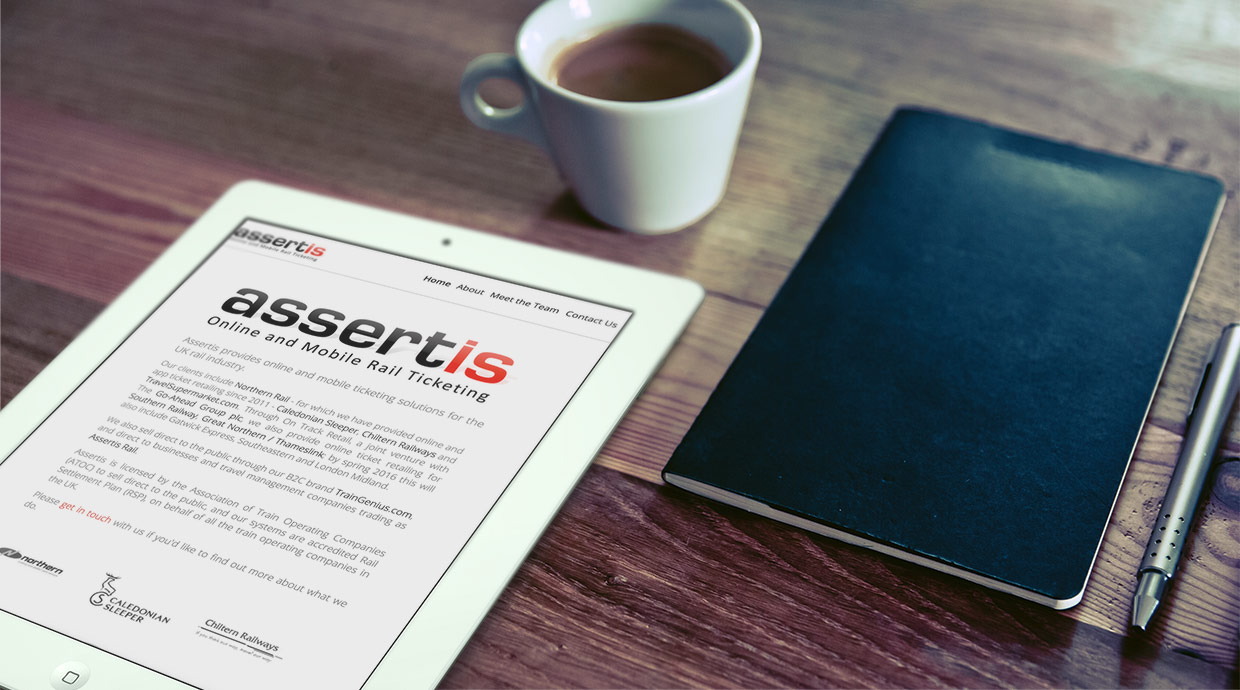 assertis
Mobile Rail Ticketing
Home About Meet the Team Contact Us
assertis
Online and Mobile Rail Ticketing
Assertis provides online and mobile ticketing solutions for the
UK rail industry.
Our clients include Northern Rail - for which we have provided online and
app ticket retailing since 2011 - Caledonian Sleeper, Chiltern Railways and
TravelSupermarket.com. Through On Track Retail, a joint venture with
The Go-Ahead Group plc, we also provide online ticket retailing for
Southern Railway, Great Northern / Thameslink; by spring 2016 this will
also include Gatwick Express, Southeastern and London Midland.
We also sell direct to the public through our B2C brand TrainGenius.com,
and direct to businesses and travel management companies trading as
Assertis Rail.
Assertis is licensed by the Association of Train Operating Companies
(ATOC) to sell direct to the public, and our systems are accredited Rail
Settlement Plan (RSP), on behalf of all the train operating companies in
the UK.
Please get in touch with us if you'd like to find out more about what we
do.
northern
CALEDONIAN
SLEEPER
Chiltern Railways